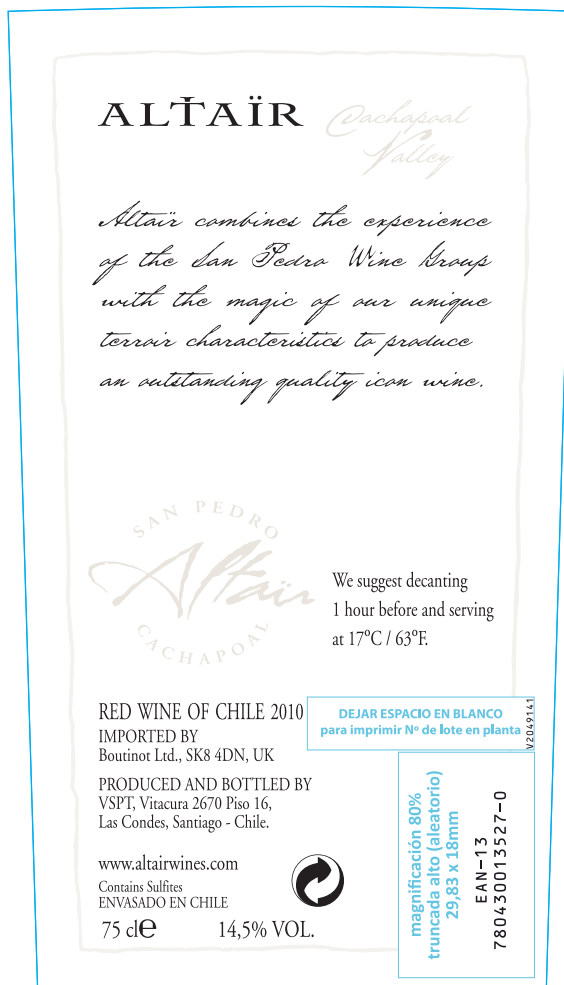 ALTAÏR
Cachapoal
Valley
Altaïr combines the experience
of the San Pedro Wine Group
with the magic of our unique
terroir characteristics to produce
an outstanding quality icon wine.
SAN PEDRO
Altaïr
CACHAPOAL
We suggest decanting
1 hour before and serving
at 17ºC / 63ºF.
RED WINE OF CHILE 2010
IMPORTED BY
Boutinot Ltd., SK8 4DN, UK
PRODUCED AND BOTTLED BY
VSPT, Vitacura 2670 Piso 16,
Las Condes, Santiago - Chile.
www.altairwines.com
Contains Sulfites
ENVASADO EN CHILE
75 cl℮
14,5% VOL.
DEJAR ESPACIO EN BLANCO
para imprimir Nº de lote en planta
V2049141
magnificación 80%
truncada alto (aleatorio)
29,83 x 18mm
EAN-13
780430013527-0